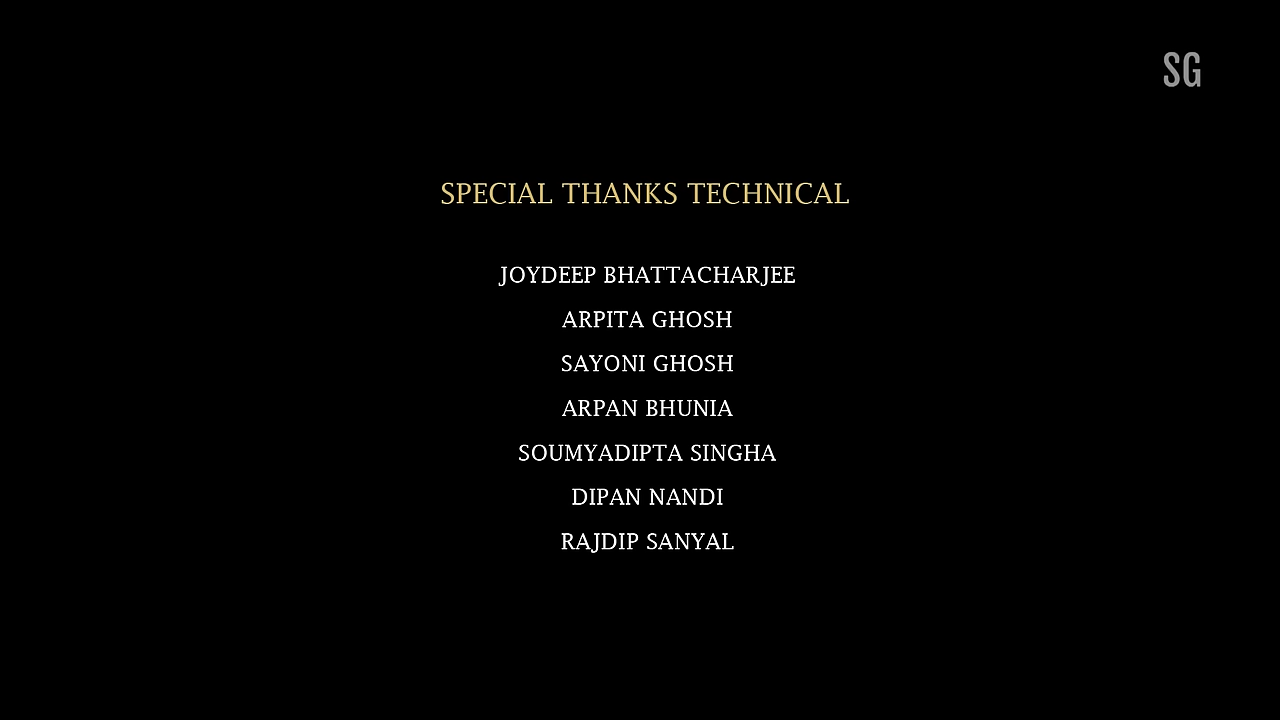 SG
SPECIAL THANKS TECHNICAL
JOYDEEP BHATTACHARJEE
ARPITA GHOSH
SAYONI GHOSH
ARPAN BHUNIA
SOUMYADIPTA SINGHA
DIPAN NANDI
RAJDIP SANYAL